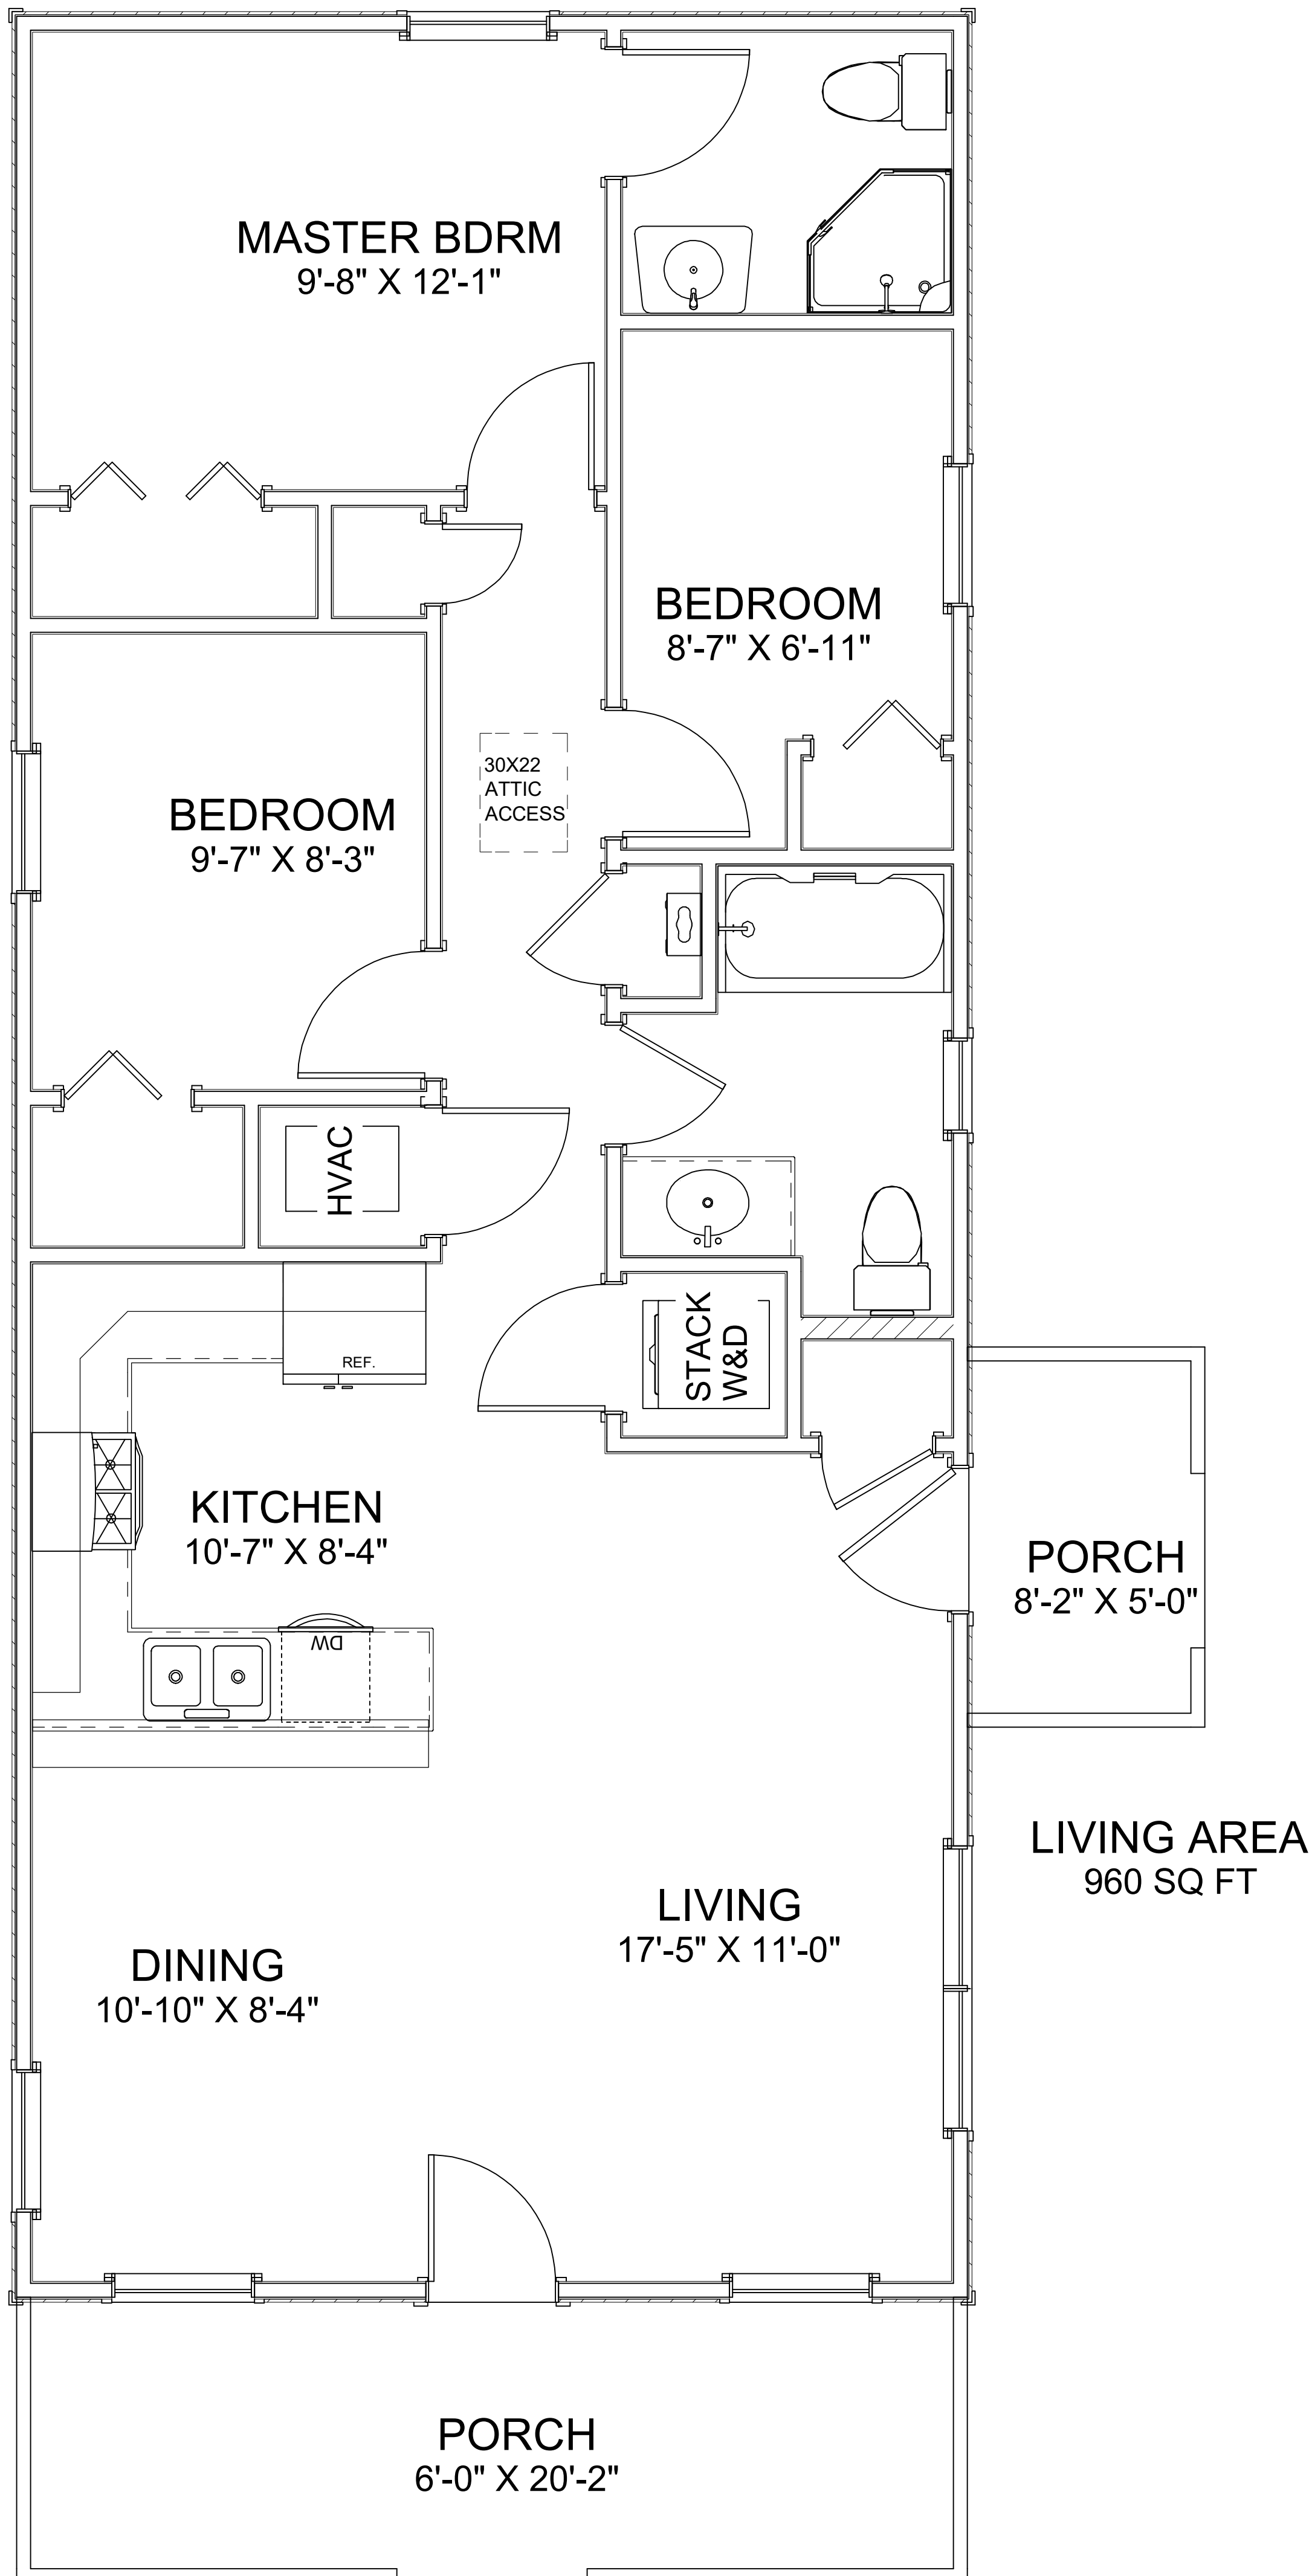 MASTER BDRM
9'-8" X 12'-1"
BEDROOM
8'-7" X 6'-11"
30X22
ATTIC
ACCESS
BEDROOM
9'-7" X 8'-3"
HVAC
STACK
W&D
REF.
KITCHEN
10'-7" X 8'-4"
PORCH
8'-2" X 5'-0"
DW
LIVING AREA
960 SQ FT
LIVING
17'-5" X 11'-0"
DINING
10'-10" X 8'-4"
PORCH
6'-0" X 20'-2"